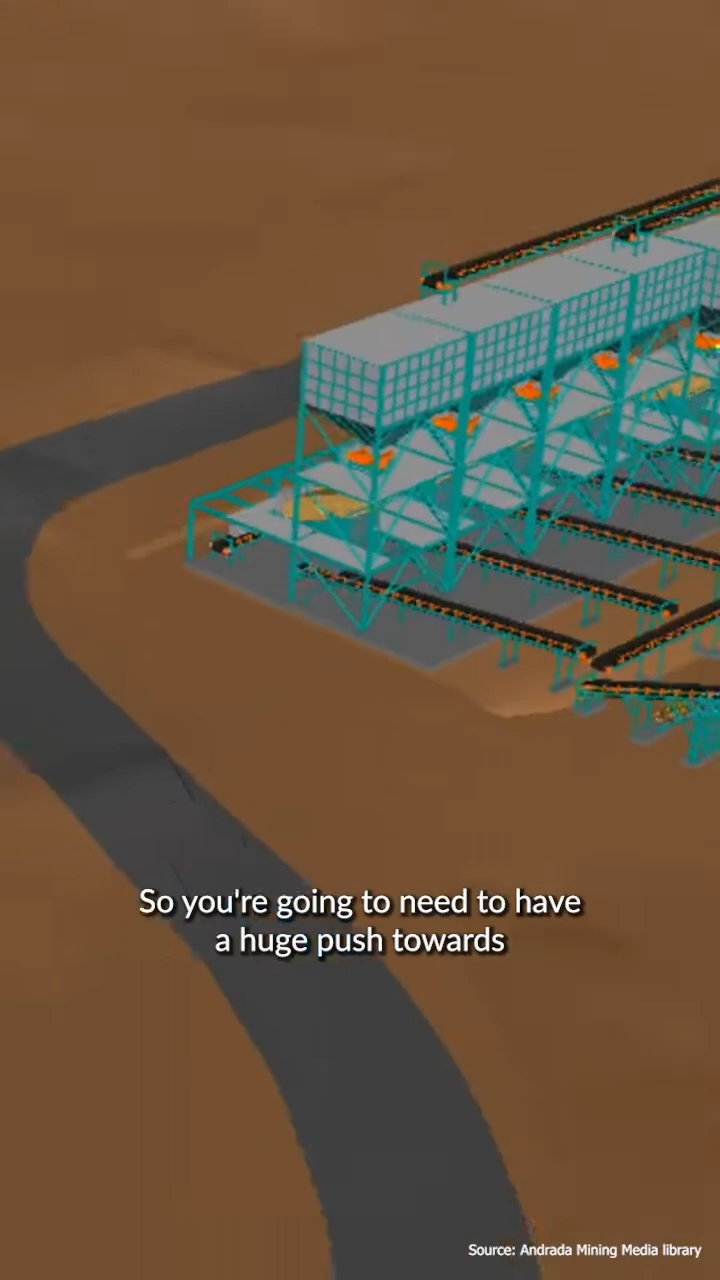 So you're going to need to have
a huge push towards
Source: Andrada Mining Media library